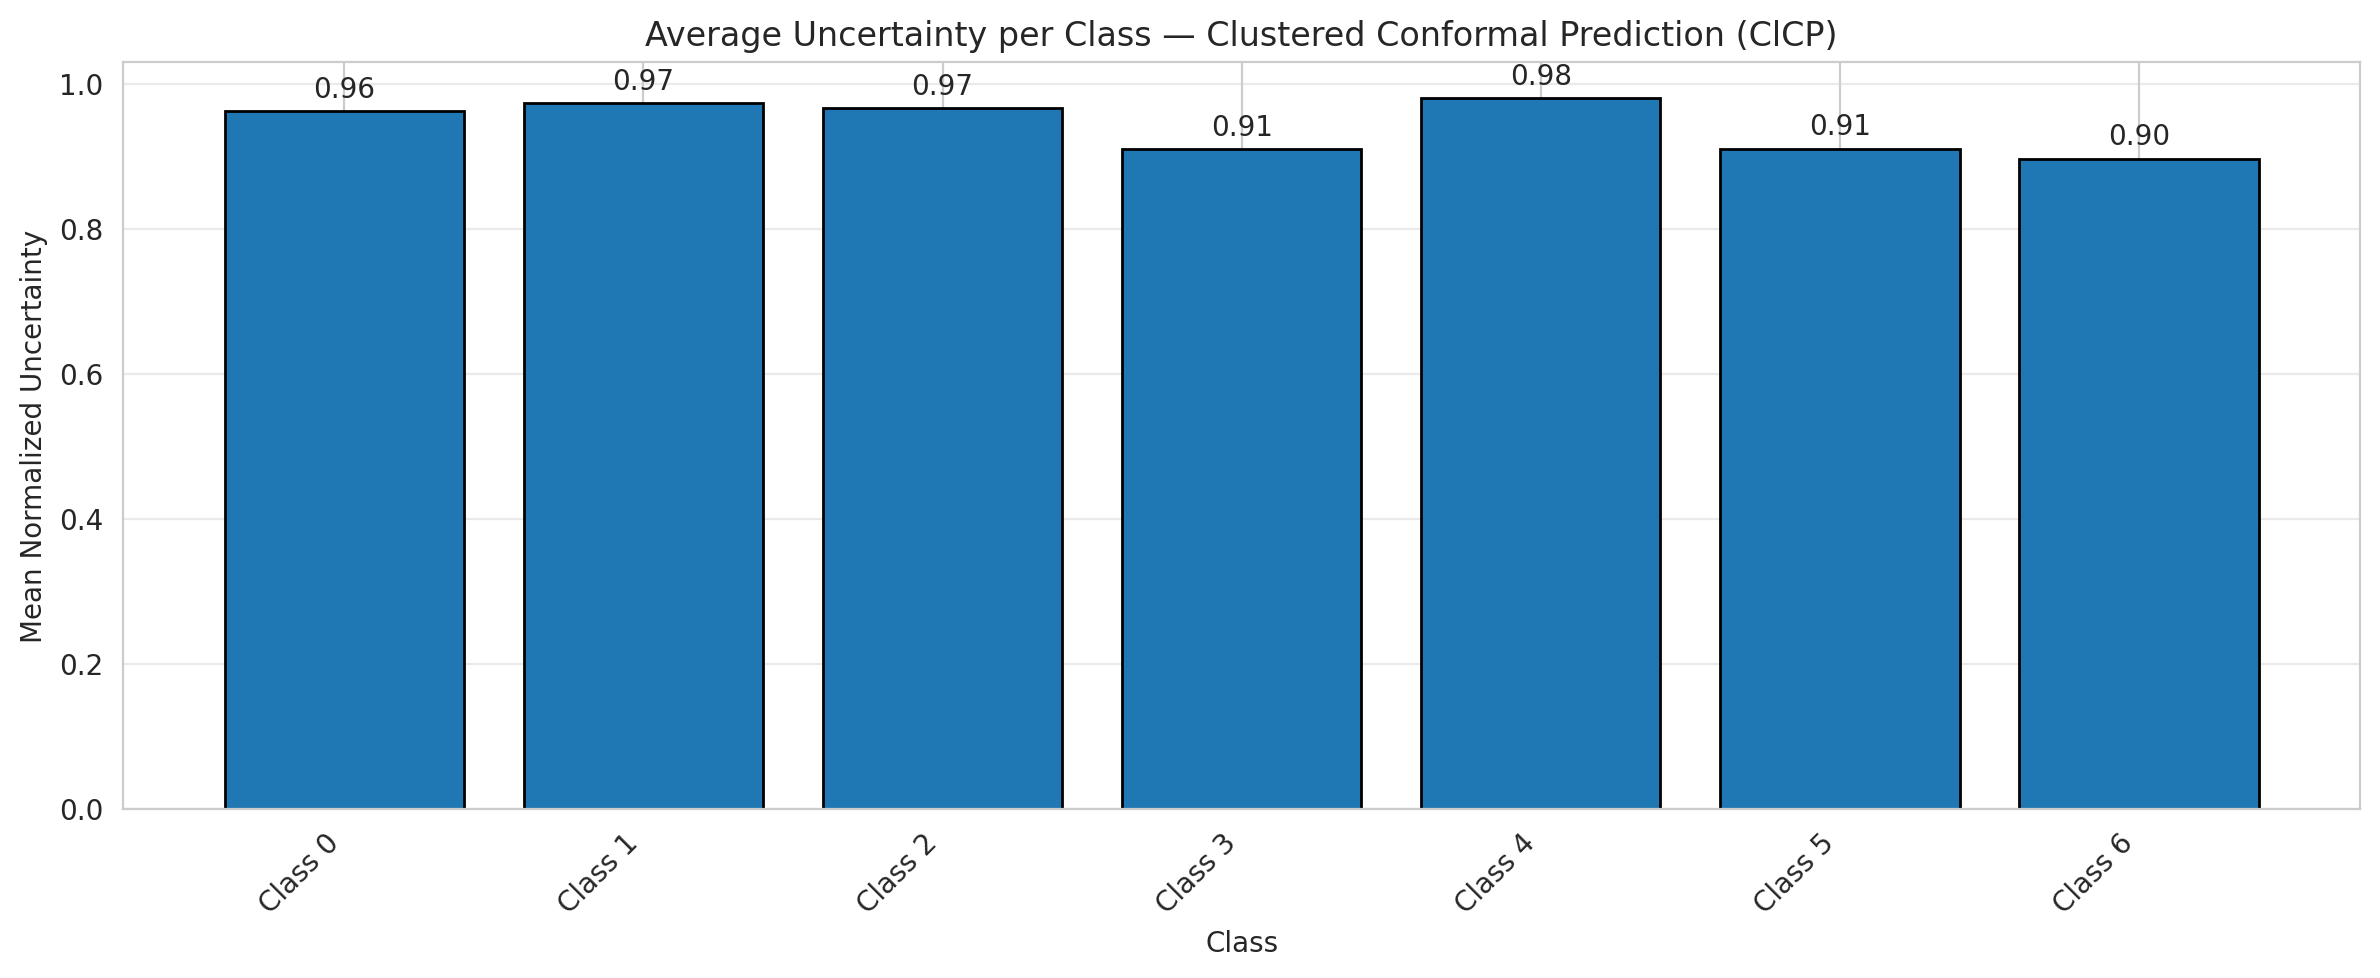 Average Uncertainty per Class — Clustered Conformal Prediction (ClCP)
Mean Normalized Uncertainty
1.0
0.8
0.6
0.4
0.2
0.0
0.96
0.97
0.97
0.91
0.98
0.91
0.90
Class 0
Class 1
Class 2
Class 3
Class 4
Class 5
Class 6
Class